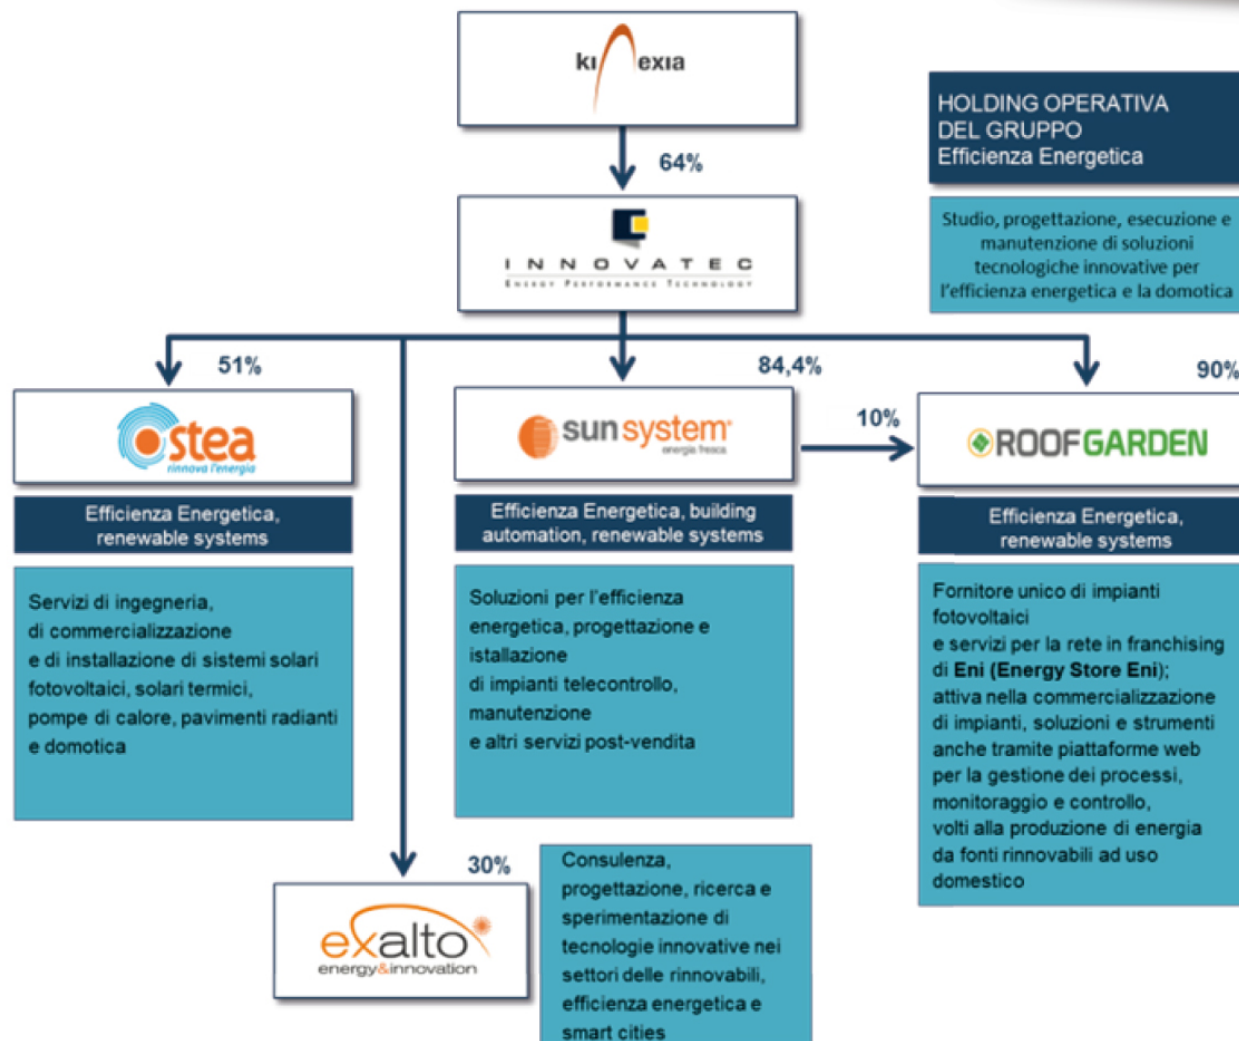 kinexia
64%
HOLDING OPERATIVA
DEL GRUPPO
Efficienza Energetica
INNOVATEC
ENERGY PERFORMANCE TECHNOLOGY
Studio, progettazione, esecuzione e
manutenzione di soluzioni
tecnologiche innovative per
l'efficienza energetica e la domotica
51%
84,4%
90%
stea
rinnova l'energia
sun system®
energia fresca
10%
ROOFGARDEN
Efficienza Energetica,
renewable systems
Efficienza Energetica, building
automation, renewable systems
Efficienza Energetica,
renewable systems
Servizi di ingegneria,
di commercializzazione
e di installazione di sistemi solari
fotovoltaici, solari termici,
pompe di calore, pavimenti radianti
e domotica
Soluzioni per l'efficienza
energetica, progettazione e
istallazione
di impianti telecontrollo,
manutenzione
e altri servizi post-vendita
Fornitore unico di impianti
fotovoltaici
e servizi per la rete in franchising
di Eni (Energy Store Eni);
attiva nella commercializzazione
di impianti, soluzioni e strumenti
anche tramite piattaforme web
per la gestione dei processi,
monitoraggio e controllo,
volti alla produzione di energia
da fonti rinnovabili ad uso
domestico
30%
exalto
energy&innovation
Consulenza,
progettazione, ricerca e
sperimentazione di
tecnologie innovative nei
settori delle rinnovabili,
efficienza energetica e
smart cities